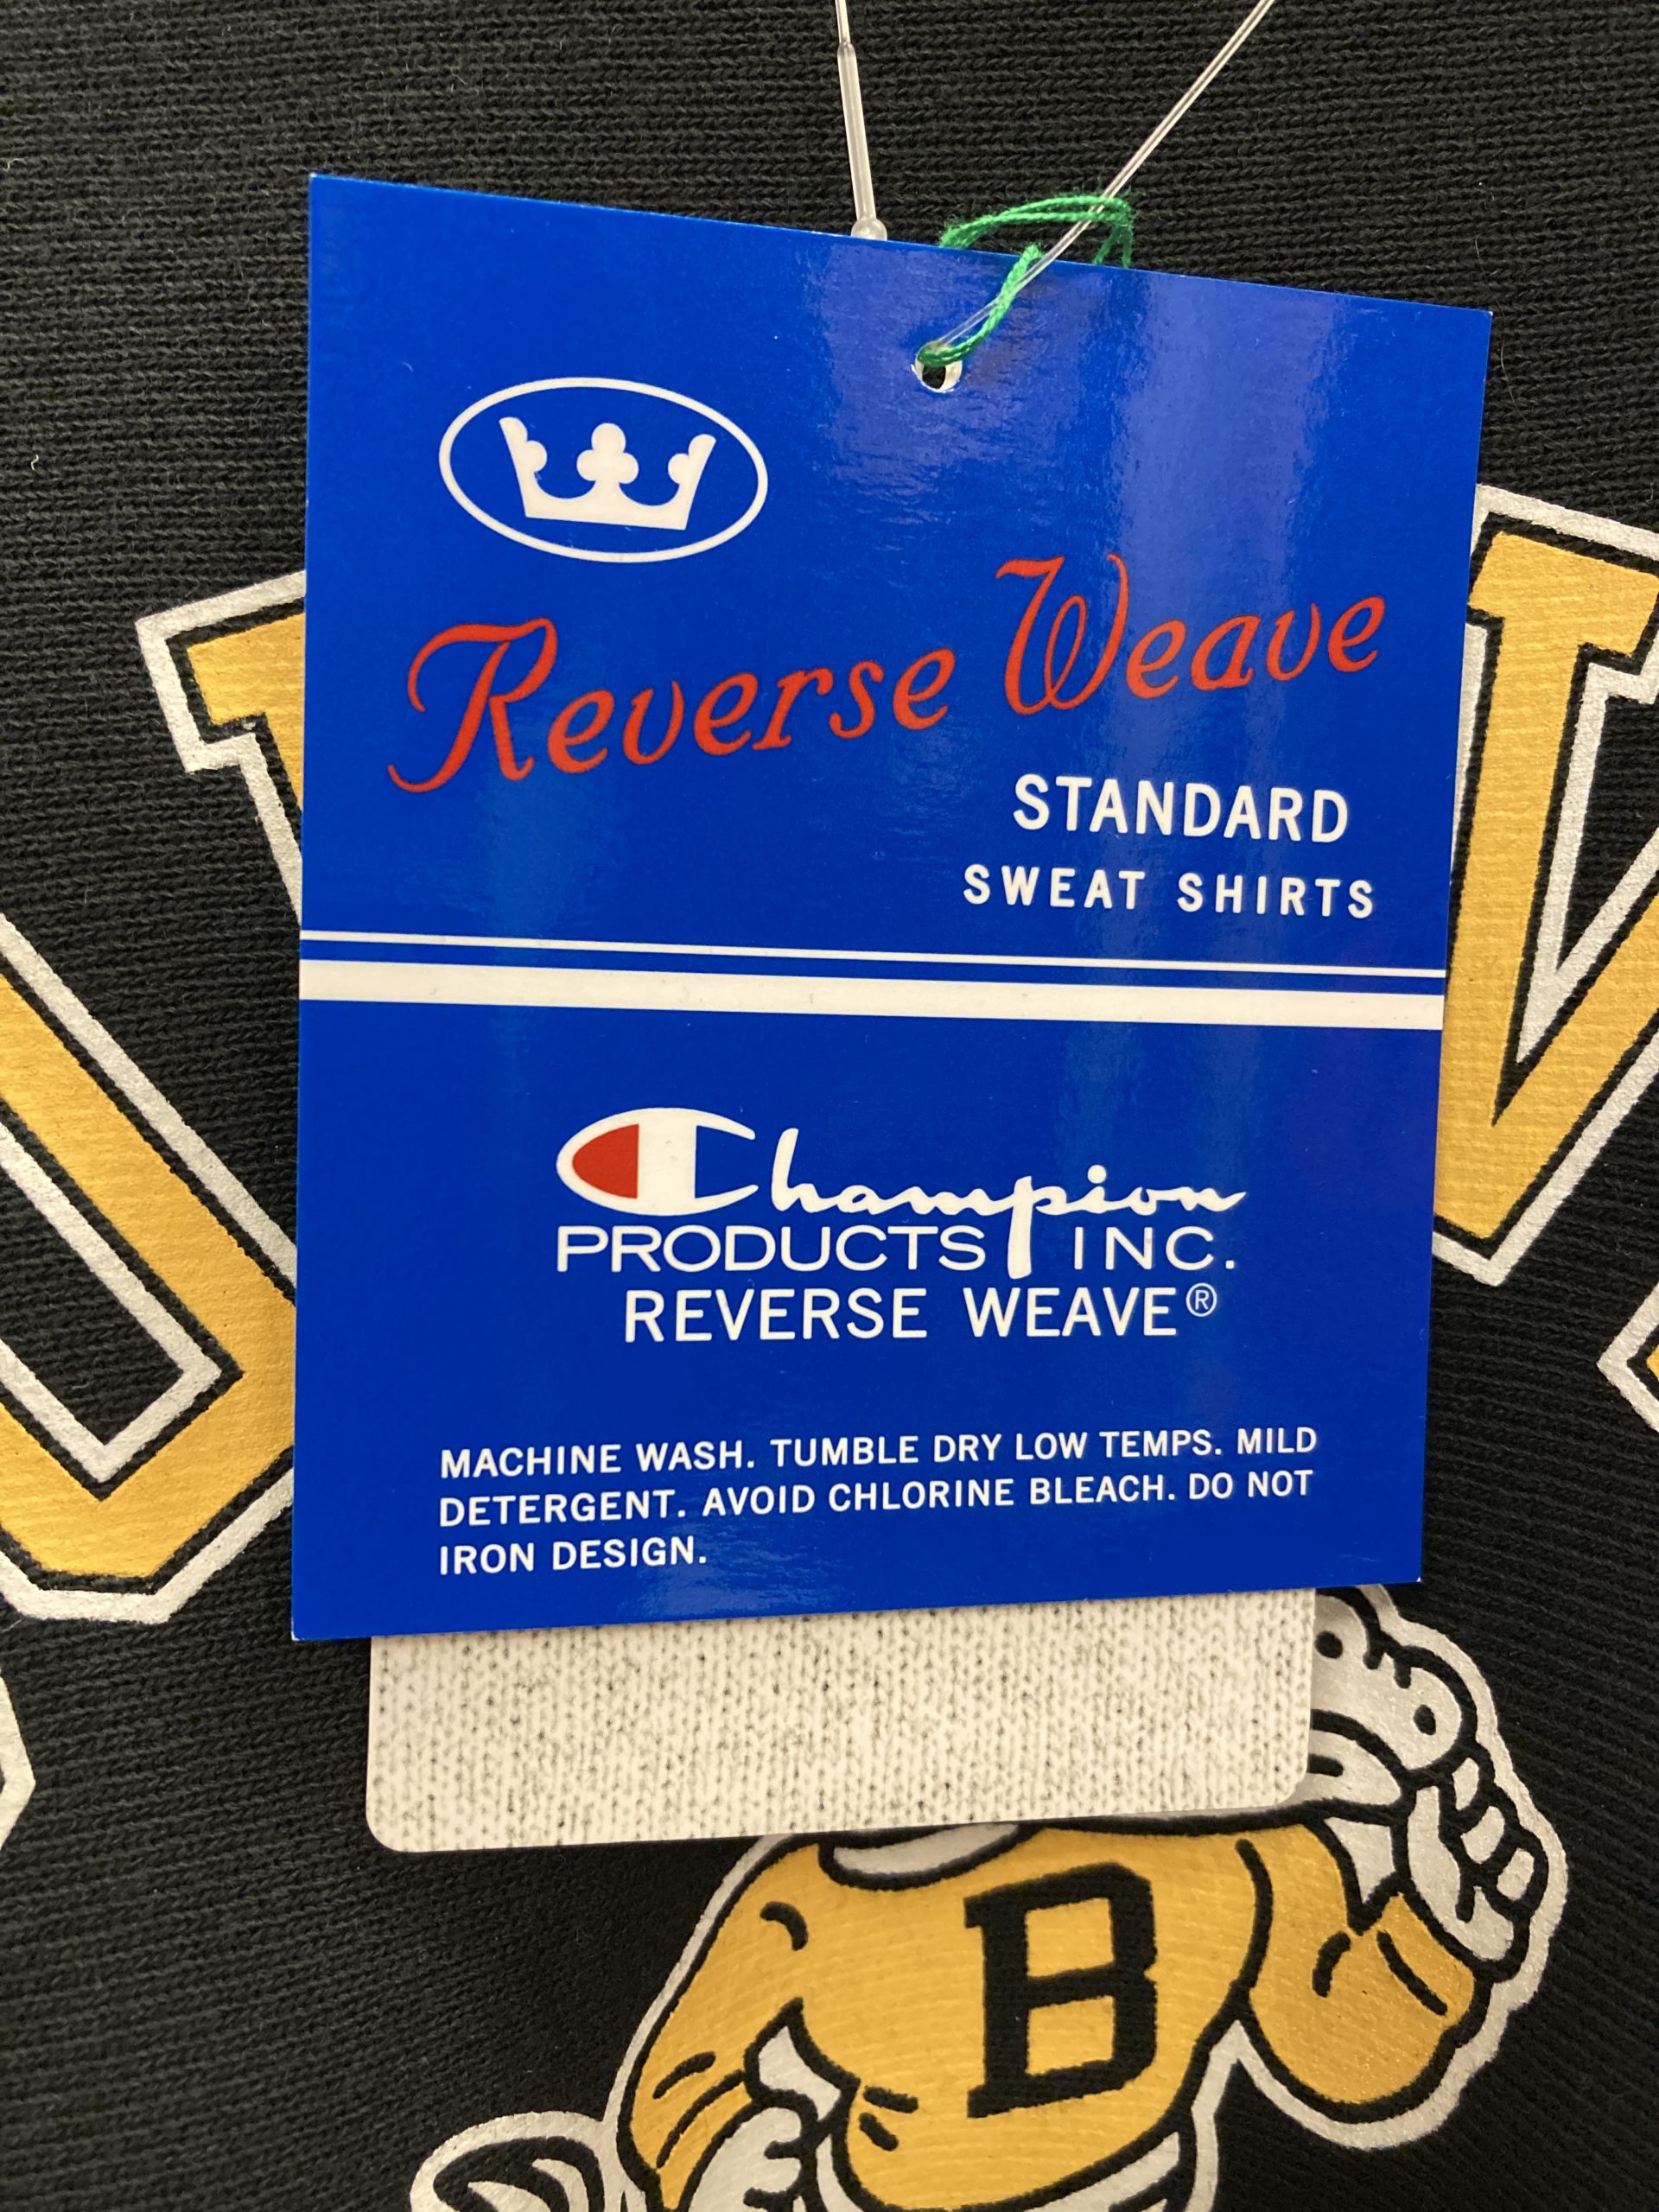 Reverse Weave
STANDARD
SWEAT SHIRTS
Champion
PRODUCTS INC.
REVERSE WEAVE®
MACHINE WASH. TUMBLE DRY LOW TEMPS. MILD
DETERGENT. AVOID CHLORINE BLEACH. DO NOT
IRON DESIGN.
B